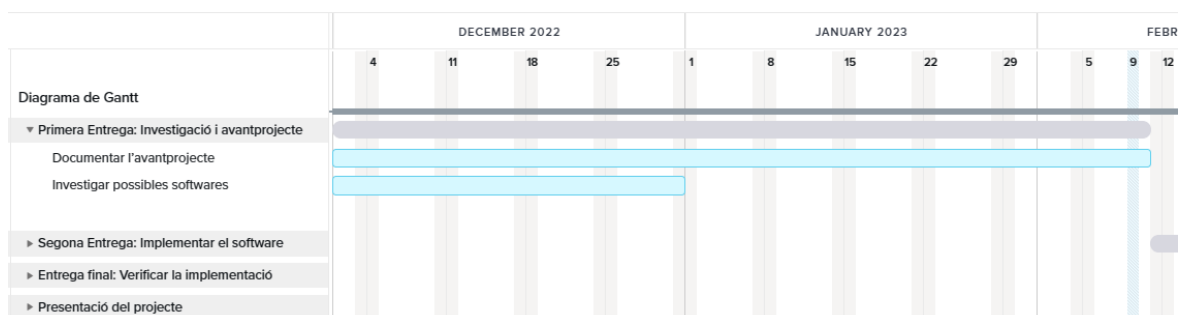 DECEMBER 2022 JANUARY 2023 FEBR
4 11 18 25 1 8 15 22 29 5 9 12
Diagrama de Gantt
Primera Entrega: Investigació i avantprojecte
Documentar l'avantprojecte
Investigar possibles softwares
Segona Entrega: Implementar el software
Entrega final: Verificar la implementació
Presentació del projecte